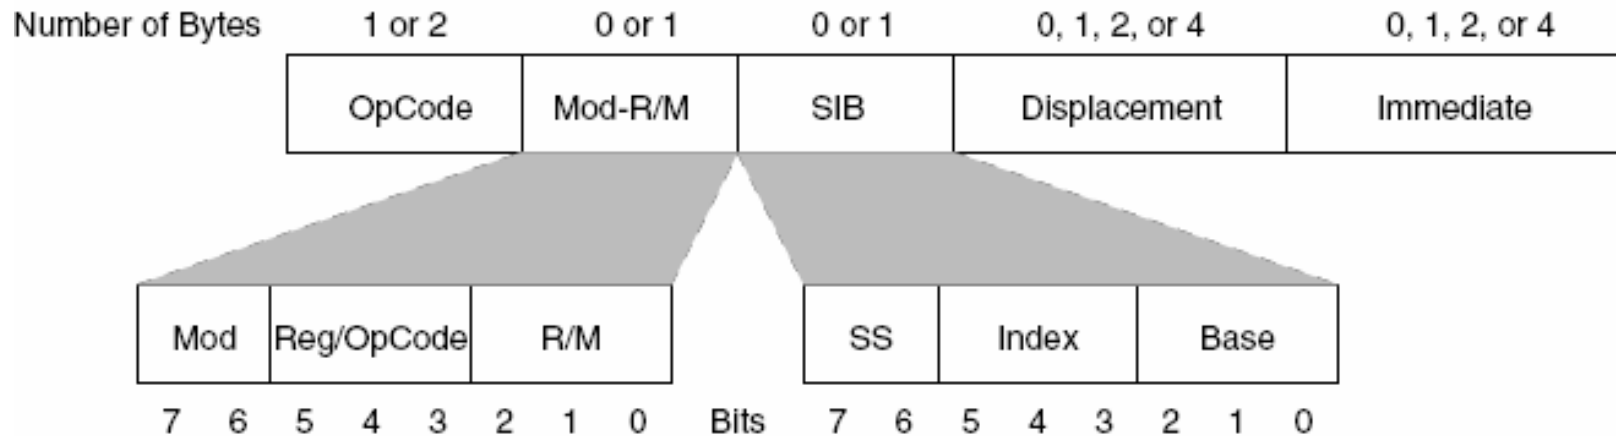 Number of Bytes 1 or 2 0 or 1 0 or 1 0, 1, 2, or 4 0, 1, 2, or 4
OpCode Mod-R/M SIB Displacement Immediate
Mod Reg/OpCode R/M SS Index Base
7 6 5 4 3 2 1 0 Bits 7 6 5 4 3 2 1 0